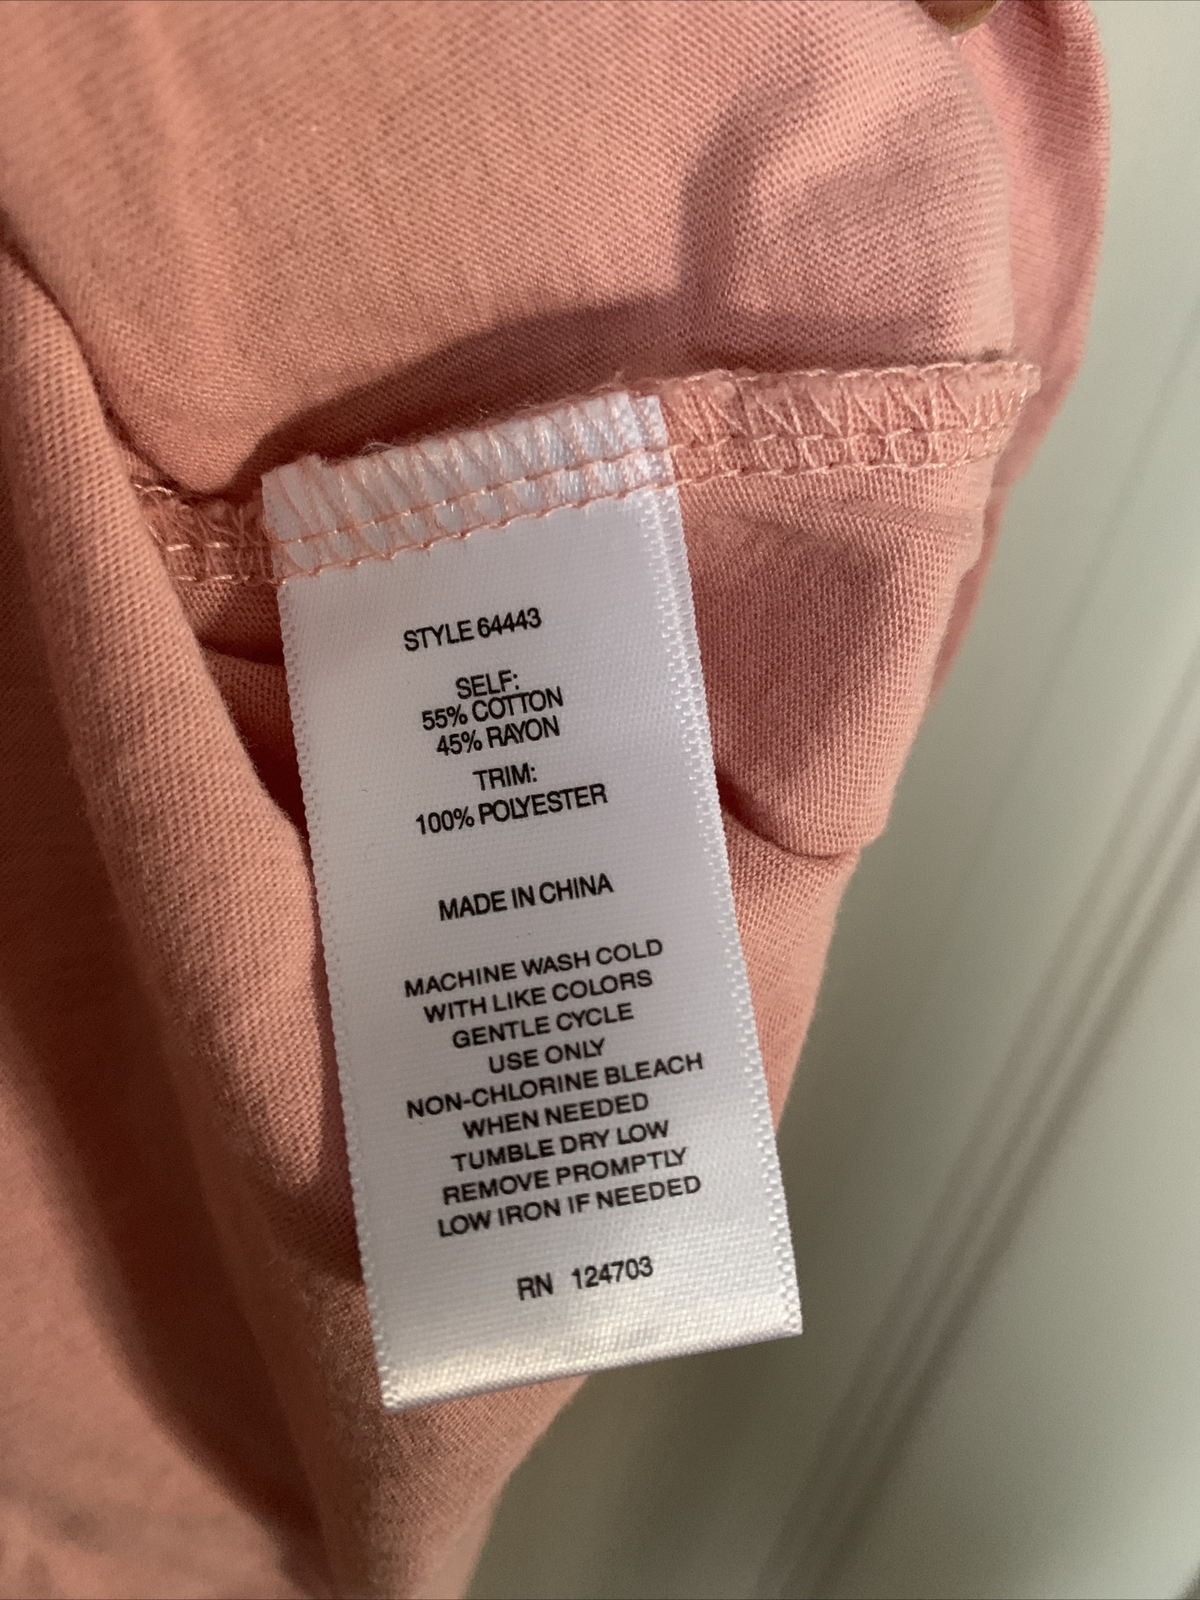 STYLE 64443
SELF:
55% COTTON
45% RAYON
TRIM:
100% POLYESTER
MADE IN CHINA
MACHINE WASH COLD
WITH LIKE COLORS
GENTLE CYCLE
USE ONLY
NON-CHLORINE BLEACH
WHEN NEEDED
TUMBLE DRY LOW
REMOVE PROMPTLY
LOW IRON IF NEEDED
RN 124703